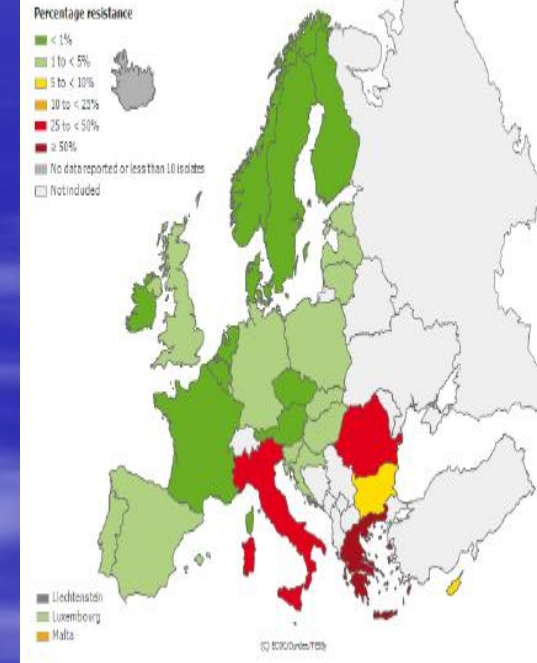 Percentage resistance
< 1%
1 to < 5%
5 to < 10%
10 to < 25%
25 to < 50%
≥ 50%
No data reported or less than 10 isolates
Not included
Liechtenstein
Luxembourg
Malta
(C) ECDC/Dundas/TESSy